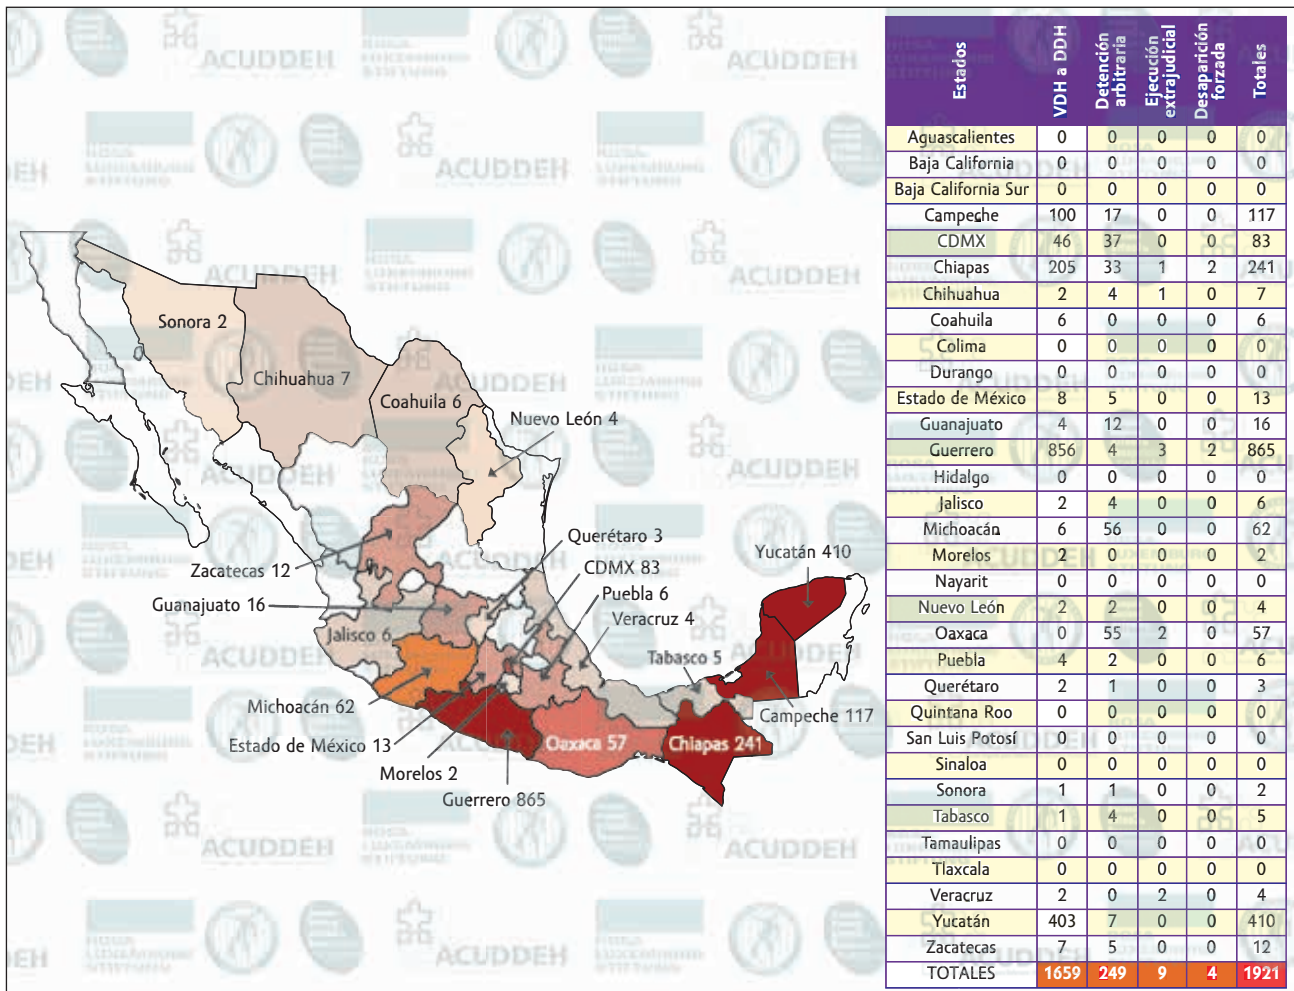 Sonora 2
Chihuahua 7
Coahuila 6
Nuevo León 4
Querétaro 3
CDMX 83
Puebla 6
Veracruz 4
Yucatán 410
Zacatecas 12
Guanajuato 16
Jalisco 6
Tabasco 5
Michoacán 62
Campeche 117
Estado de México 13
Oaxaca 57
Chiapas 241
Morelos 2
Guerrero 865
Estados VDH a DDH Detención arbitraria Ejecución extrajudicial Desaparición forzada Totales
Aguascalientes 0 0 0 0 0
Baja California 0 0 0 0 0
Baja California Sur 0 0 0 0 0
Campeche 100 17 0 0 117
CDMX 46 37 0 0 83
Chiapas 205 33 1 2 241
Chihuahua 2 4 1 0 7
Coahuila 6 0 0 0 6
Colima 0 0 0 0 0
Durango 0 0 0 0 0
Estado de México 8 5 0 0 13
Guanajuato 4 12 0 0 16
Guerrero 856 4 3 2 865
Hidalgo 0 0 0 0 0
Jalisco 2 4 0 0 6
Michoacán 6 56 0 0 62
Morelos 2 0 0 0 2
Nayarit 0 0 0 0 0
Nuevo León 2 2 0 0 4
Oaxaca 0 55 2 0 57
Puebla 4 2 0 0 6
Querétaro 2 1 0 0 3
Quintana Roo 0 0 0 0 0
San Luis Potosí 0 0 0 0 0
Sinaloa 0 0 0 0 0
Sonora 1 1 0 0 2
Tabasco 1 4 0 0 5
Tamaulipas 0 0 0 0 0
Tlaxcala 0 0 0 0 0
Veracruz 2 0 2 0 4
Yucatán 403 7 0 0 410
Zacatecas 7 5 0 0 12
TOTALES 1659 249 9 4 1921
ACUDDEH